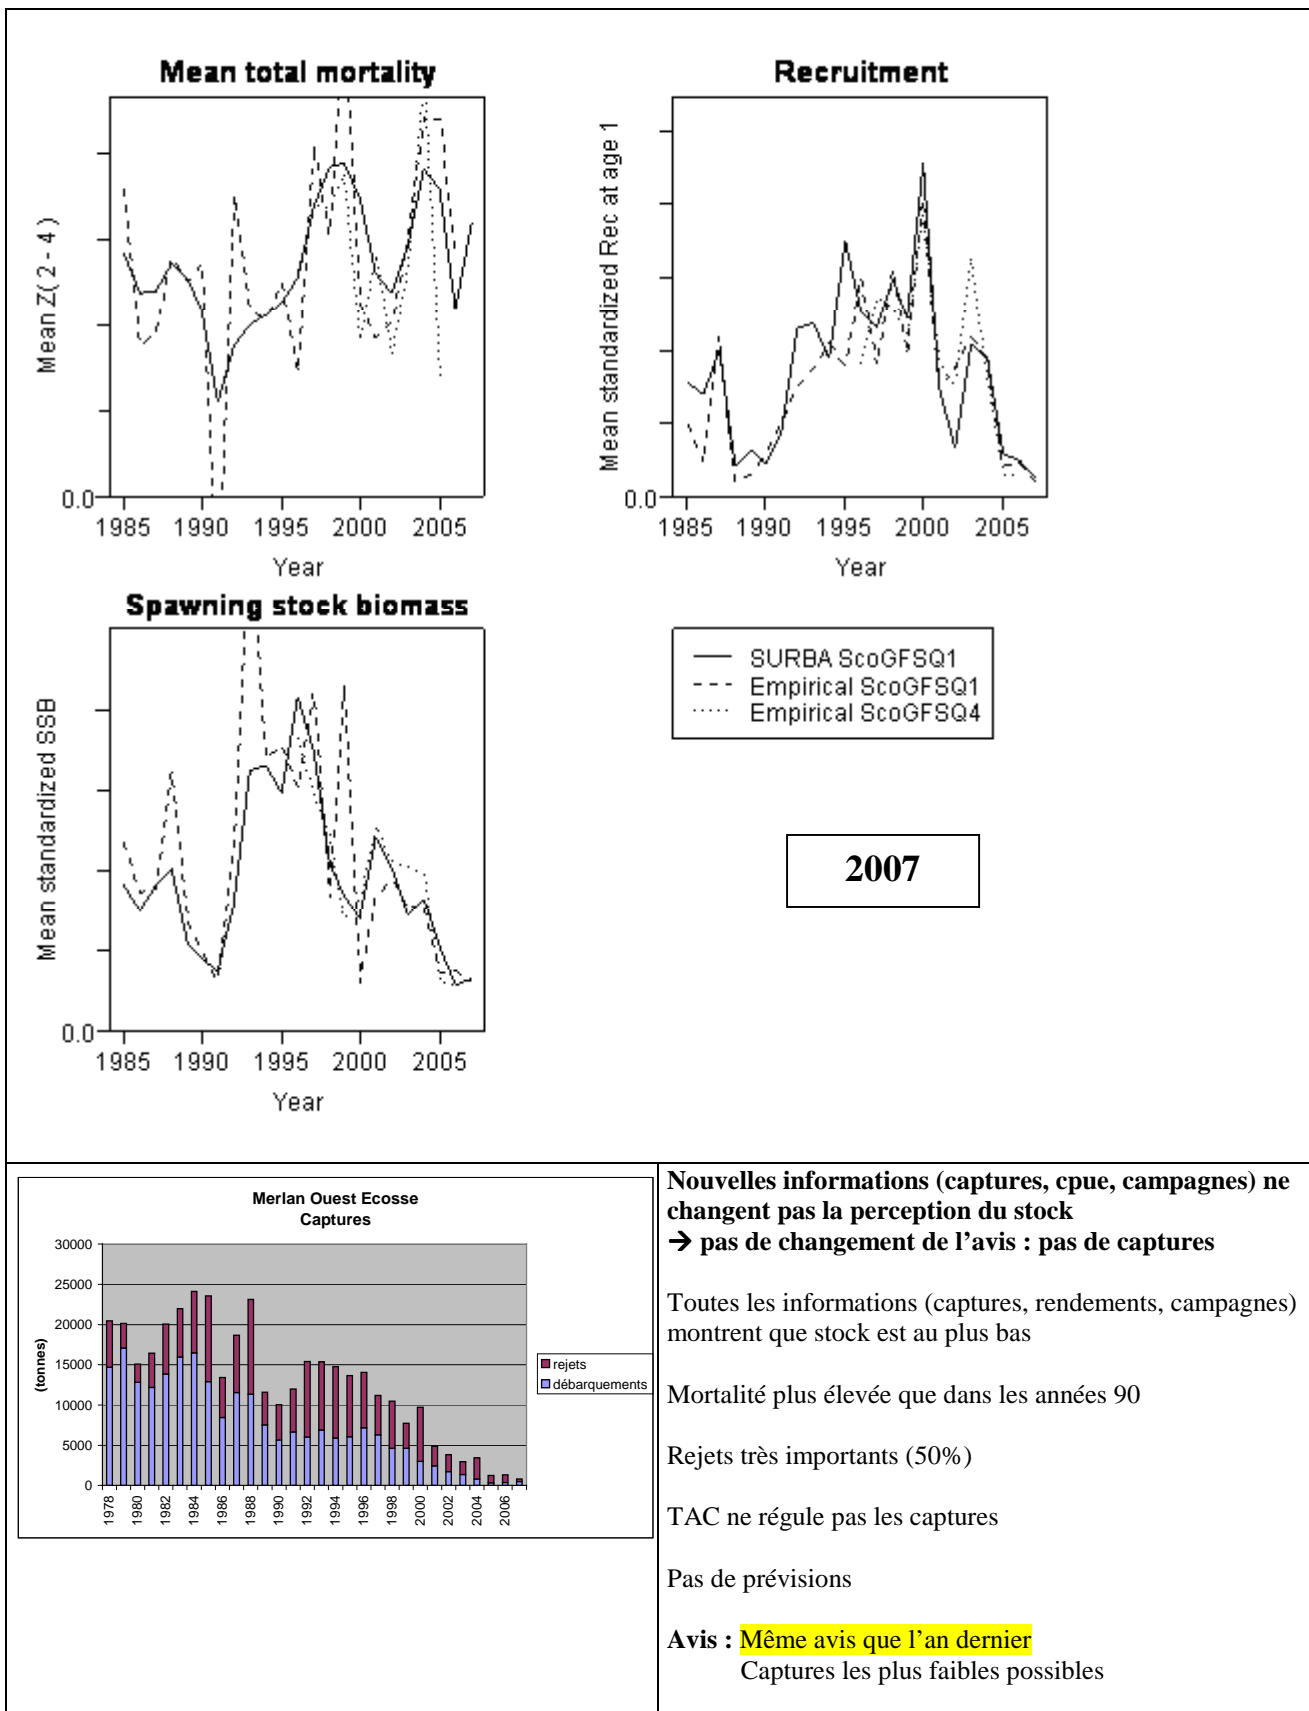 Mean total mortality
Mean Z( 2 - 4 )
0.0
1985 1990 1995 2000 2005
Year
Recruitment
Mean standardized Rec at age 1
0.0
1985 1990 1995 2000 2005
Year
Spawning stock biomass
Mean standardized SSB
0.0
1985 1990 1995 2000 2005
Year
SURBA ScoGFSQ1
Empirical ScoGFSQ1
Empirical ScoGFSQ4
2007
Merlan Ouest Ecosse
Captures
(tonnes)
30000
25000
20000
15000
10000
5000
0
1978 1980 1982 1984 1986 1988 1990 1992 1994 1996 1998 2000 2002 2004 2006
rejets
débarquements
Nouvelles informations (captures, cpue, campagnes) ne
changent pas la perception du stock
→ pas de changement de l’avis : pas de captures
Toutes les informations (captures, rendements, campagnes)
montrent que stock est au plus bas
Mortalité plus élevée que dans les années 90
Rejets très importants (50%)
TAC ne régule pas les captures
Pas de prévisions
Avis : Même avis que l’an dernier
Captures les plus faibles possibles